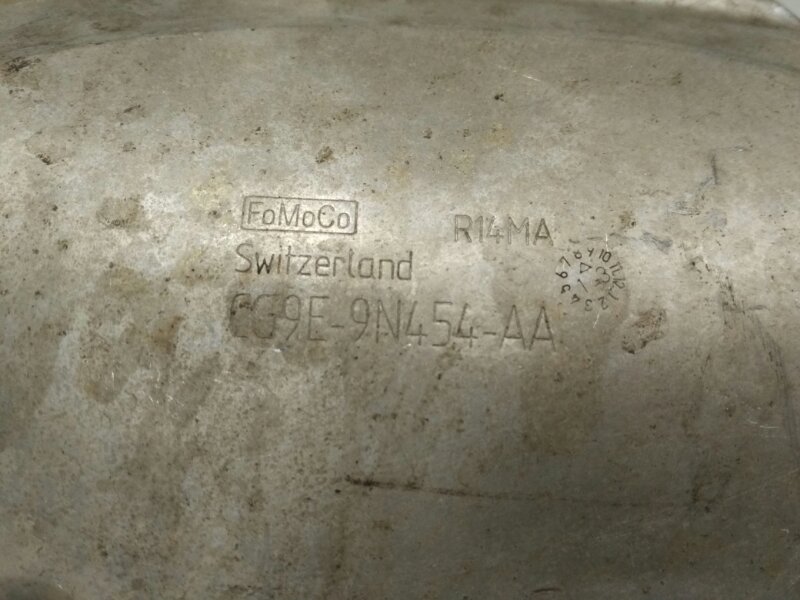 FoMoCo
R14MA
Switzerland
CG9E-9N454-AA